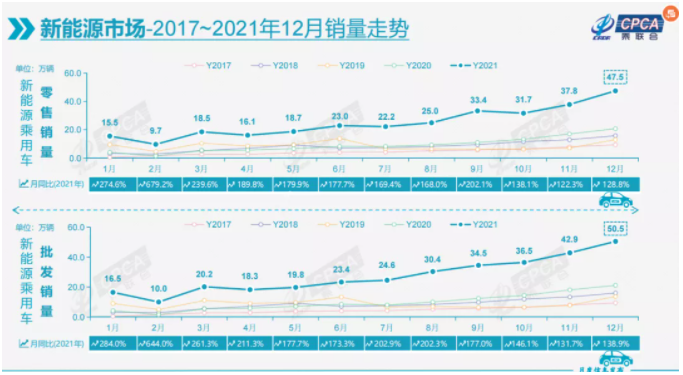 新能源市场-2017~2021年12月销量走势
CPCA
乘联会
单位：万辆
Y2017 Y2018 Y2019 Y2020 Y2021
新能源乘用车
零售销量
60.0
40.0
20.0
0.0
15.5 9.7 18.5 16.1 18.7 23.0 22.2 25.0 33.4 31.7 37.8 47.5
1月 2月 3月 4月 5月 6月 7月 8月 9月 10月 11月 12月
月同比(2021年) 274.6% 679.2% 239.6% 189.8% 179.9% 177.7% 169.4% 168.0% 202.1% 138.1% 122.3% 128.8%
单位：万辆
Y2017 Y2018 Y2019 Y2020 Y2021
新能源乘用车
批发销量
60.0
40.0
20.0
0.0
16.5 10.0 20.2 18.3 19.8 23.4 24.6 30.4 34.5 36.5 42.9 50.5
1月 2月 3月 4月 5月 6月 7月 8月 9月 10月 11月 12月
月同比(2021年) 284.0% 644.0% 261.3% 211.3% 177.7% 173.3% 202.9% 202.3% 177.0% 146.1% 131.7% 138.9%